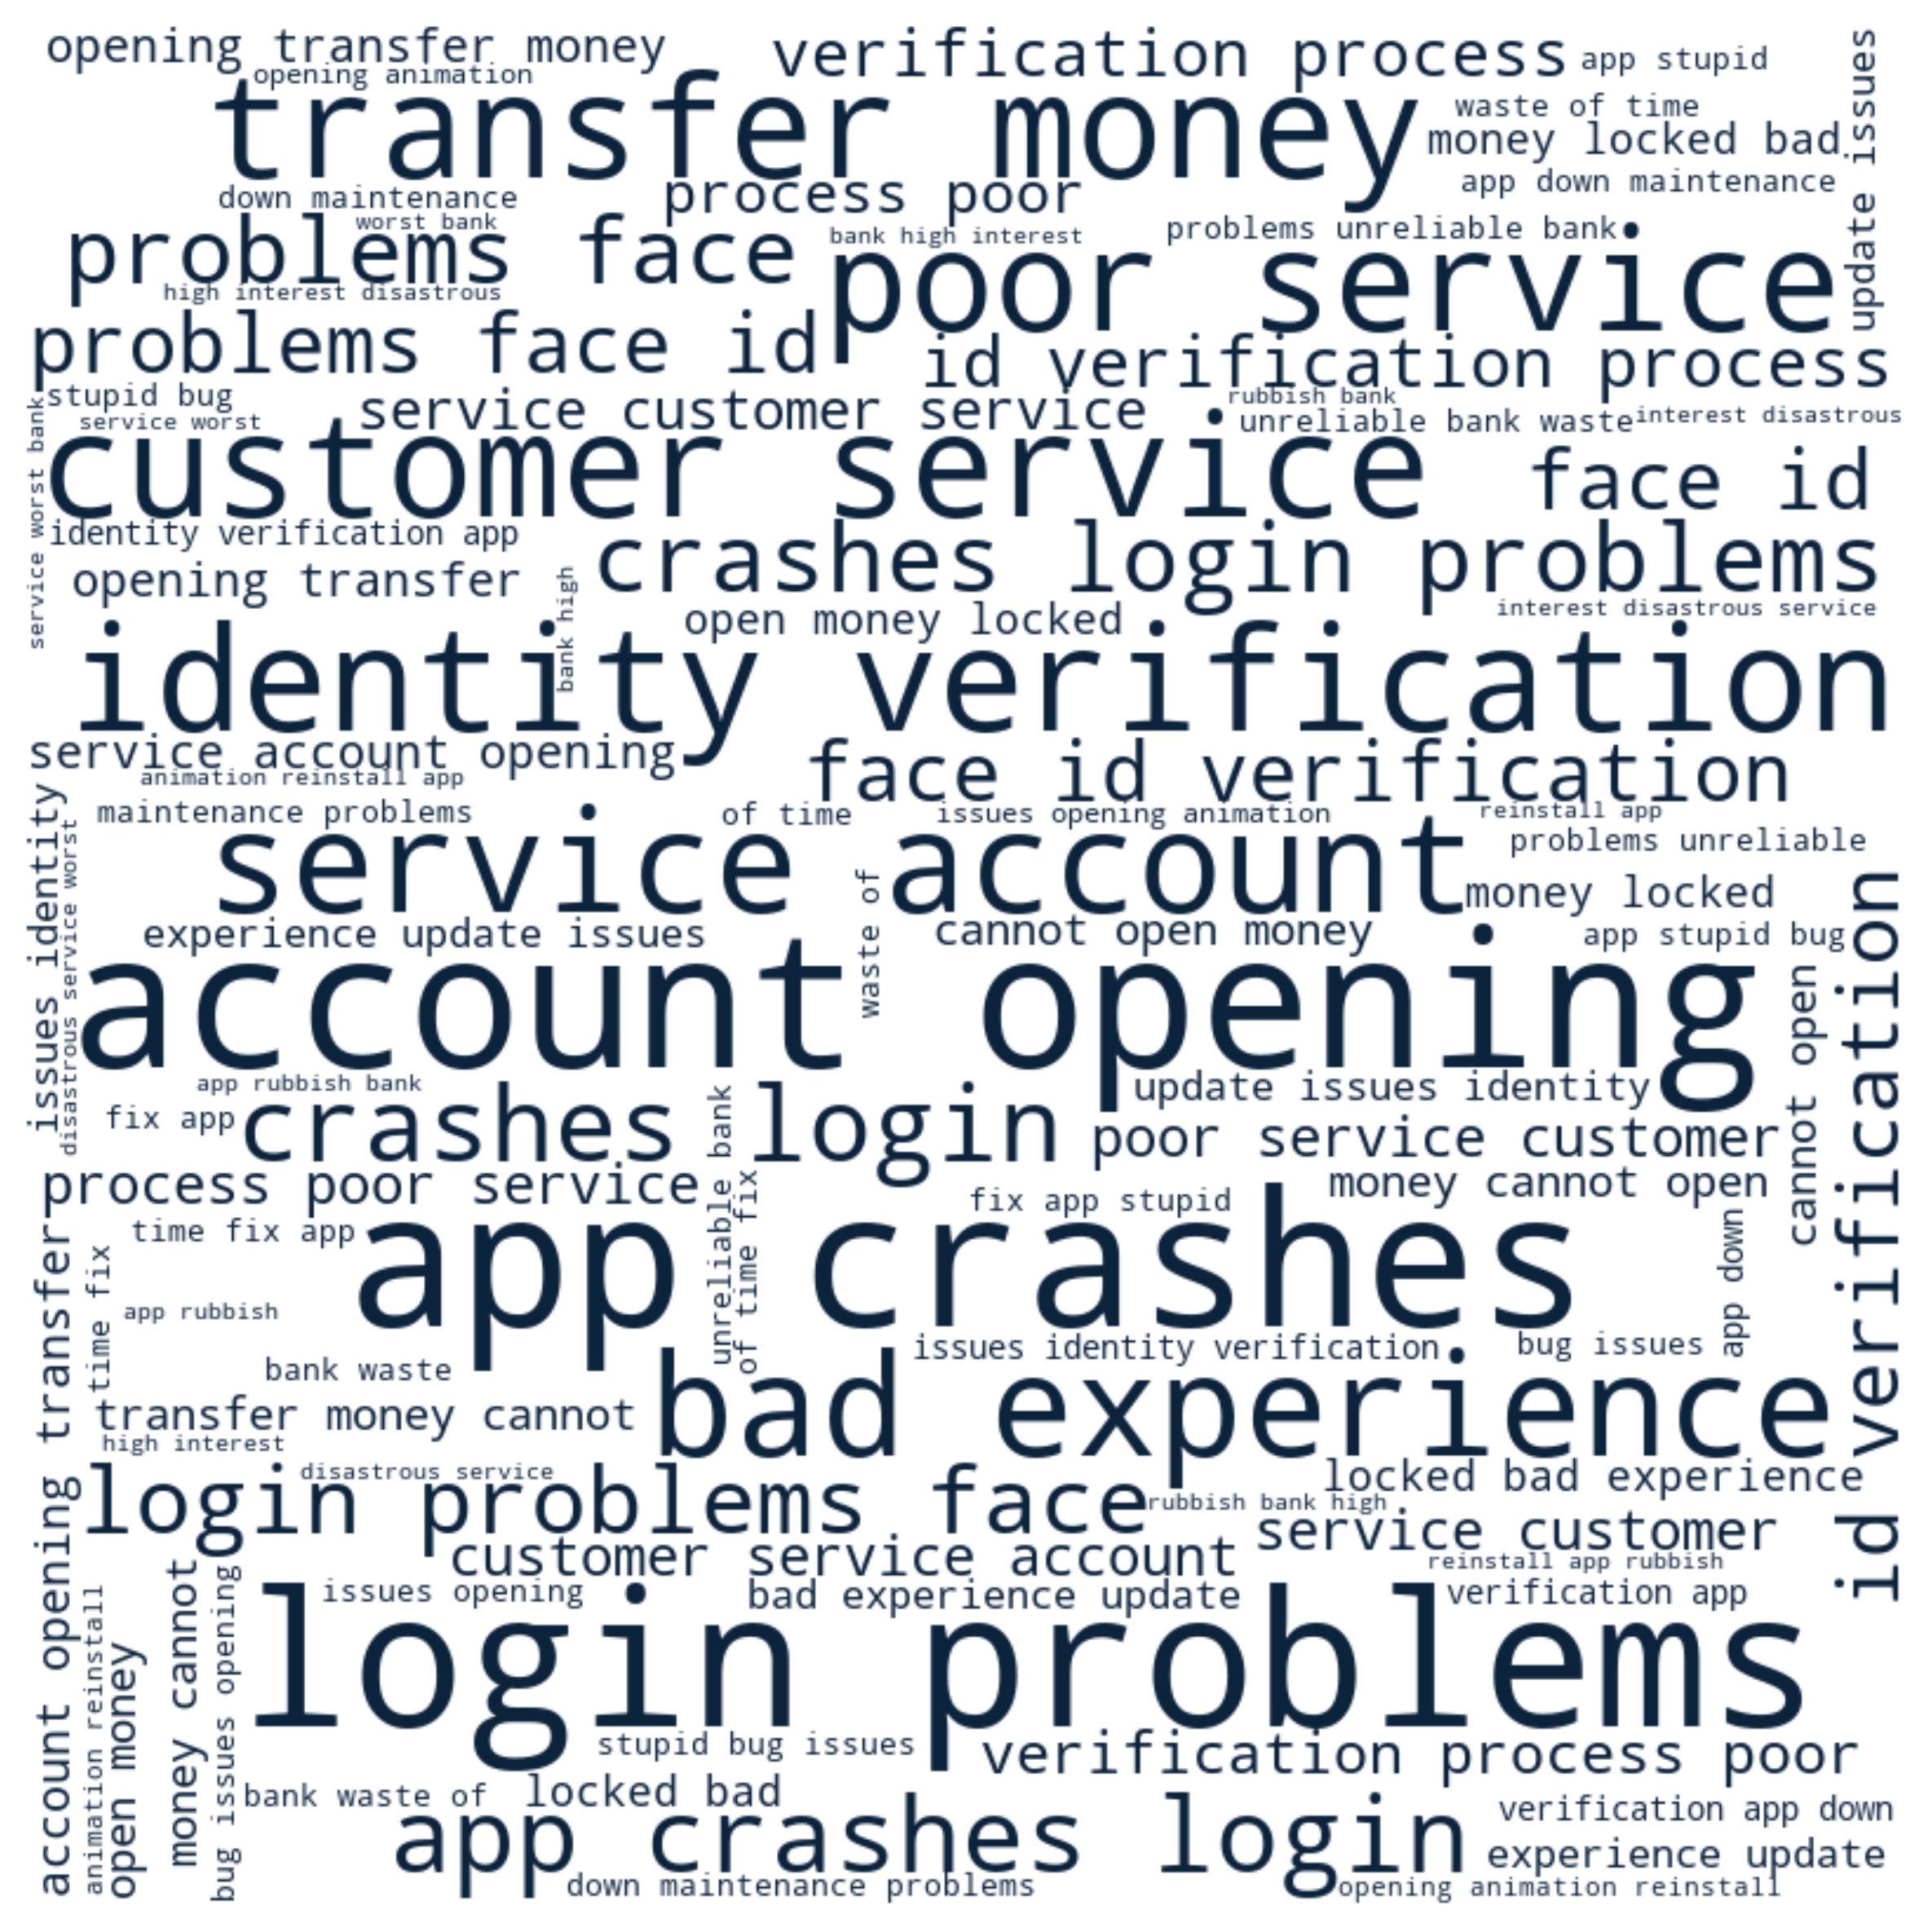 opening transfer money
verification process
app stupid
opening animation
transfer money
waste of time
money locked bad
update issues
down maintenance
process poor
app down maintenance
worst bank
problems face
bank high interest
problems unreliable bank
poor service
high interest disastrous
problems face id
id verification process
stupid bug
service customer service
rubbish bank
service worst
unreliable bank waste
interest disastrous
service worst bank
customer service
face id
identity verification app
crashes login problems
opening transfer
bank high
open money locked
interest disastrous service
identity verification
service account opening
face id verification
animation reinstall app
maintenance problems
of time
issues opening animation
reinstall app
problems unreliable
issues identity
disastrous service worst
service account
waste of
money locked
experience update issues
cannot open money
app stupid bug
account opening
cannot open
id verification
app rubbish bank
update issues identity
fix app
crashes login
unreliable bank
poor service customer
process poor service
of time fix
money cannot open
fix app stupid
time fix app
app crashes
app down
time fix
app rubbish
issues identity verification
bug issues
bank waste
bad experience
transfer money cannot
high interest
account opening transfer
disastrous service
locked bad experience
login problems face
rubbish bank high
service customer
customer service account
reinstall app rubbish
issues opening
bad experience update
verification app
login problems
animation reinstall
open money
money cannot
bug issues opening
stupid bug issues
verification process poor
bank waste of
locked bad
app crashes login
verification app down
experience update
down maintenance problems
opening animation reinstall